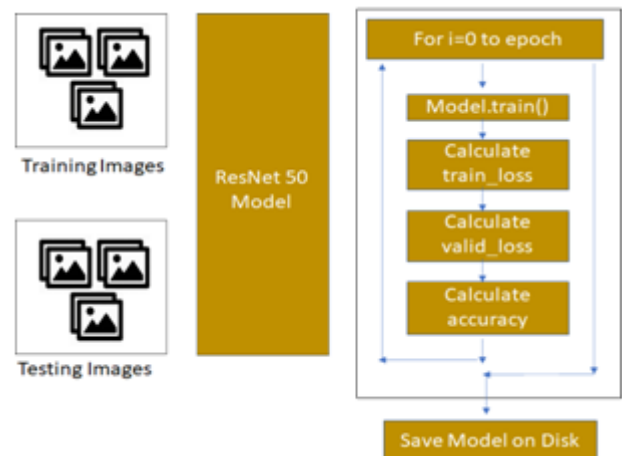 Training Images
Testing Images
ResNet 50
Model
For i=0 to epoch
Model.train()
Calculate
train_loss
Calculate
valid_loss
Calculate
accuracy
Save Model on Disk